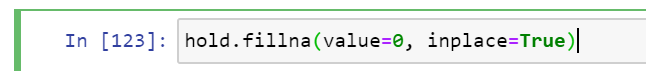 In [123]: hold.fillna(value=0, inplace=True)